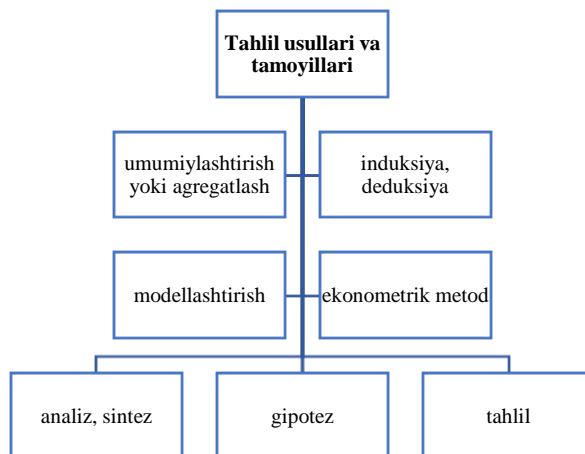 Tahlil usullari va
tamoyillari
umumiylashtirish
yoki agregatlash
induksiya,
deduksiya
modellashtirish
ekonometrik metod
analiz, sintez
gipotez
tahlil